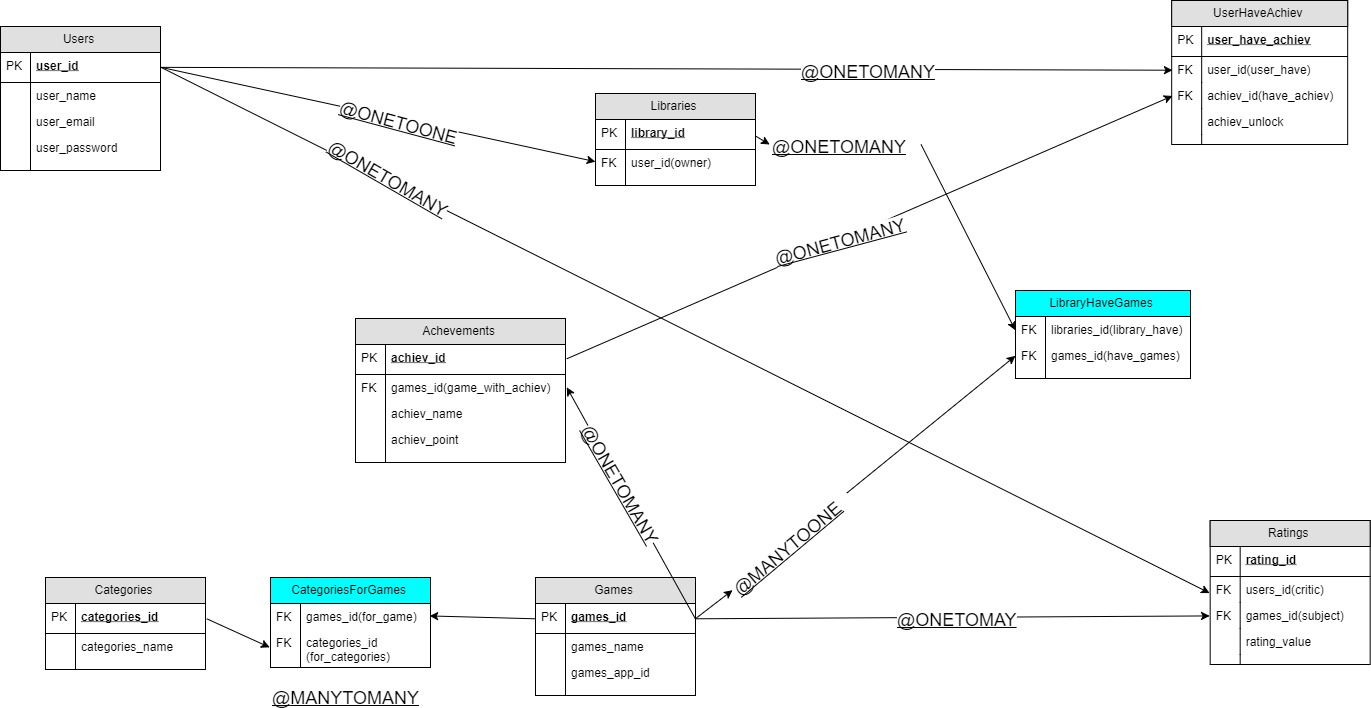 UserHaveAchiev
PK user_have_achiev
FK user_id(user_have)
FK achiev_id(have_achiev)
achiev_unlock
Users
PK user_id
user_name
user_email
user_password
@ONETOMANY
@ONETOONE
@ONETOMANY
Libraries
PK library_id
FK user_id(owner)
@ONETOMANY
@ONETOMANY
LibraryHaveGames
FK libraries_id(library_have)
FK games_id(have_games)
Achevements
PK achiev_id
FK games_id(game_with_achiev)
achiev_name
achiev_point
@ONETOMANY
@MANYTOONE
Ratings
PK rating_id
FK users_id(critic)
FK games_id(subject)
rating_value
Categories
PK categories_id
categories_name
CategoriesForGames
FK games_id(for_game)
FK categories_id
(for_categories)
@MANYTOMANY
Games
PK games_id
games_name
games_app_id
@ONETOMAY